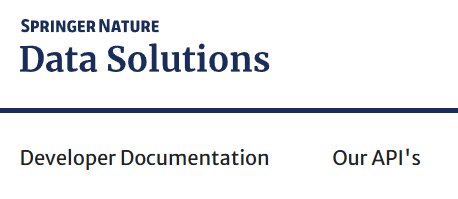 SPRINGER NATURE
Data Solutions
Developer Documentation Our API's